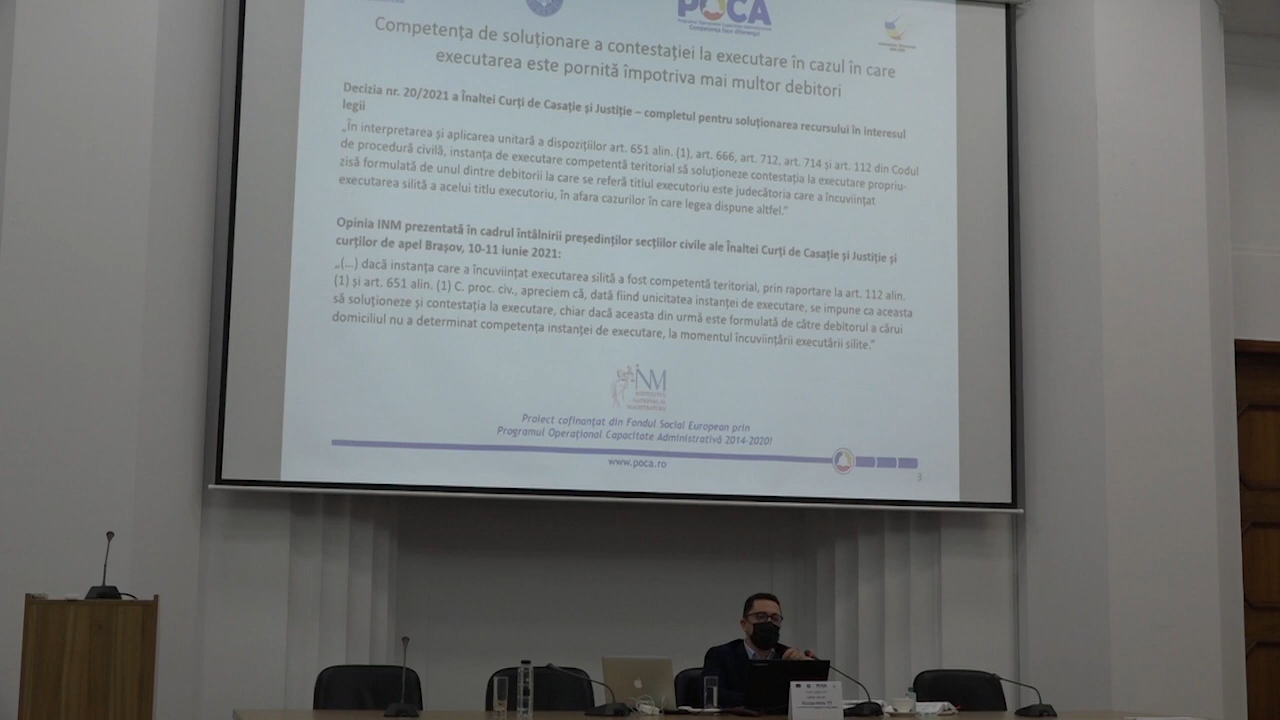 POCA
Competența face diferența!
Competența de soluționare a contestației la executare în cazul în care
executarea este pornită împotriva mai multor debitori
Decizia nr. 20/2021 a Înaltei Curți de Casație și Justiție – completul pentru soluționarea recursului în interesul
legii
„În interpretarea și aplicarea unitară a dispozițiilor art. 651 alin. (1), art. 666, art. 712, art. 714 și art. 112 din Codul
de procedură civilă, instanța de executare competentă teritorial să soluționeze contestația la executare propriu-
zisă formulată de unul dintre debitorii la care se referă titlul executoriu este judecătoria care a încuviințat
executarea silită a acelui titlu executoriu, în afara cazurilor în care legea dispune altfel.”
Opinia INM prezentată în cadrul întâlnirii președinților secțiilor civile ale Înaltei Curți de Casație și Justiție și
curților de apel Brașov, 10-11 iunie 2021:
„(...) dacă instanța care a încuviințat executarea silită a fost competentă teritorial, prin raportare la art. 112 alin.
(1) și art. 651 alin. (1) C. proc. civ., apreciem că, dată fiind unicitatea instanței de executare, se impune ca aceasta
să soluționeze și contestația la executare, chiar dacă aceasta din urmă este formulată de către debitorul a cărui
domiciliul nu a determinat competența instanței de executare, la momentul încuviințării executării silite.”
INM
INSTITUTUL
NAȚIONAL AL
MAGISTRATURII
Proiect cofinanțat din Fondul Social European prin
Programul Operațional Capacitate Administrativă 2014-2020!
www.poca.ro
3